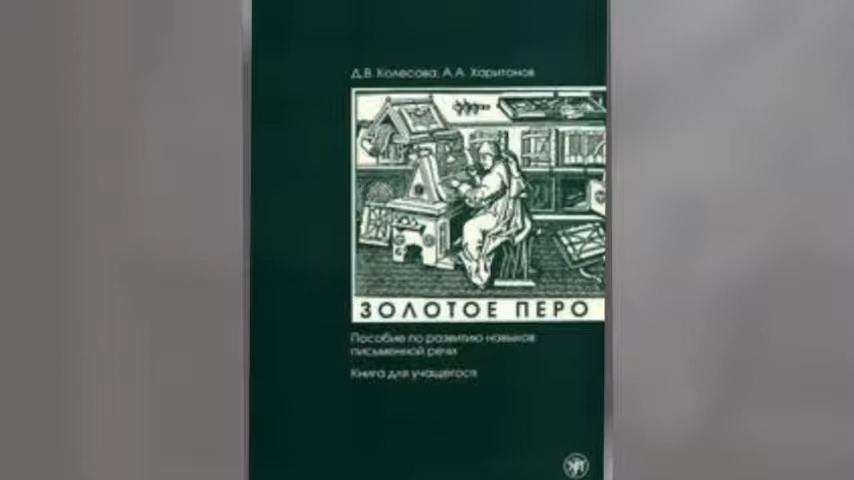 Д.В. Колесова, А.А. Харитонов
ЗОЛОТОЕ ПЕРО
Пособие по развитию навыков
письменной речи
Книга для учащегося